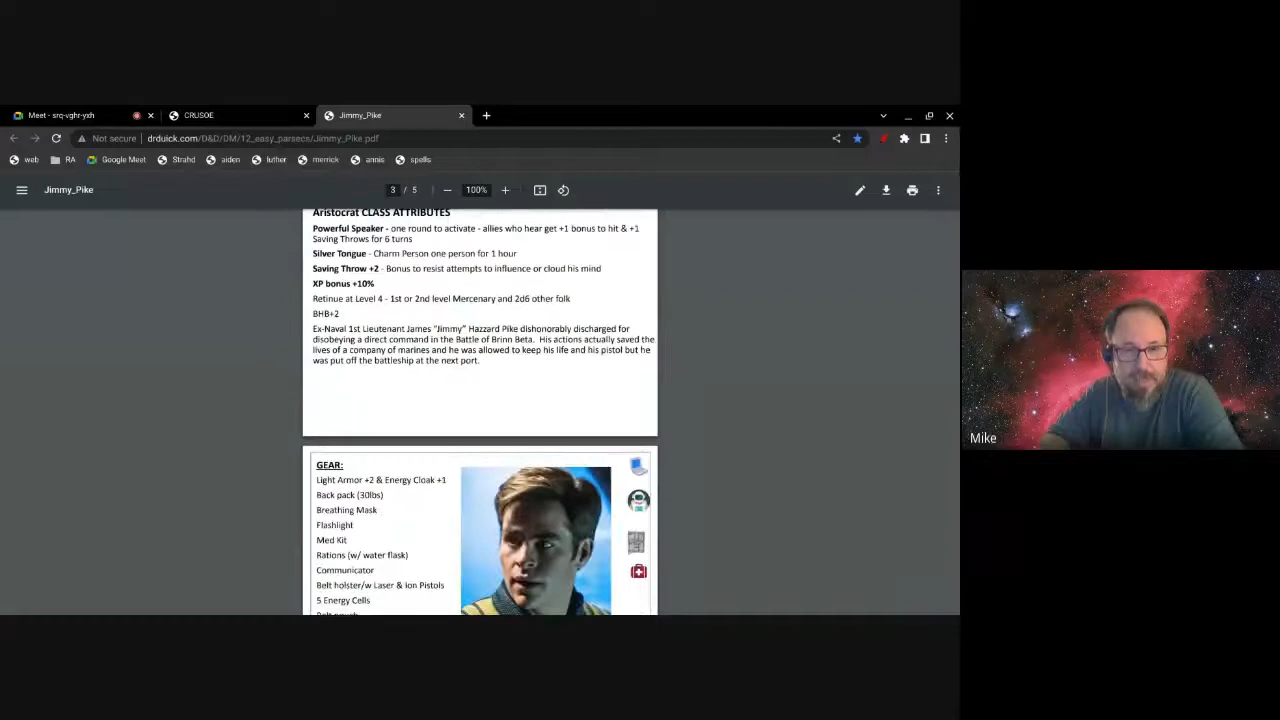 Meet - srq-vghr-yxh
CRUSOE
Jimmy_Pike
Not secure | drduick.com/D&D/DM/12_easy_parsecs/Jimmy_Pike.pdf
web RA Google Meet Strahd aiden luther merrick annis spells
Jimmy_Pike
3 / 5
100%
Aristocrat CLASS ATTRIBUTES
Powerful Speaker - one round to activate - allies who hear get +1 bonus to hit & +1
Saving Throws for 6 turns
Silver Tongue - Charm Person one person for 1 hour
Saving Throw +2 - Bonus to resist attempts to influence or cloud his mind
XP bonus +10%
Retinue at Level 4 - 1st or 2nd level Mercenary and 2d6 other folk
BHB+2
Ex-Naval 1st Lieutenant James "Jimmy" Hazzard Pike dishonorably discharged for
disobeying a direct command in the Battle of Brinn Beta. His actions actually saved the
lives of a company of marines and he was allowed to keep his life and his pistol but he
was put off the battleship at the next port.
GEAR:
Light Armor +2 & Energy Cloak +1
Back pack (30lbs)
Breathing Mask
Flashlight
Med Kit
Rations (w/ water flask)
Communicator
Belt holster/w Laser & Ion Pistols
5 Energy Cells
Mike